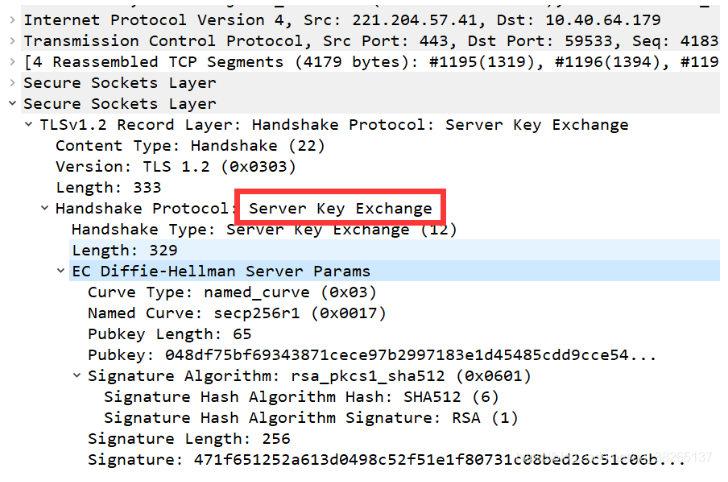 Internet Protocol Version 4, Src: 221.204.57.41, Dst: 10.40.64.179
Transmission Control Protocol, Src Port: 443, Dst Port: 59533, Seq: 4183
[4 Reassembled TCP Segments (4179 bytes): #1195(1319), #1196(1394), #119
Secure Sockets Layer
Secure Sockets Layer
TLSv1.2 Record Layer: Handshake Protocol: Server Key Exchange
Content Type: Handshake (22)
Version: TLS 1.2 (0x0303)
Length: 333
Handshake Protocol: Server Key Exchange
Handshake Type: Server Key Exchange (12)
Length: 329
EC Diffie-Hellman Server Params
Curve Type: named_curve (0x03)
Named Curve: secp256r1 (0x0017)
Pubkey Length: 65
Pubkey: 048df75bf69343871cece97b2997183e1d45485cdd9cce54...
Signature Algorithm: rsa_pkcs1_sha512 (0x0601)
Signature Hash Algorithm Hash: SHA512 (6)
Signature Hash Algorithm Signature: RSA (1)
Signature Length: 256
Signature: 471f651252a613d0498c52f51e1f80731c08bed26c51c06b...